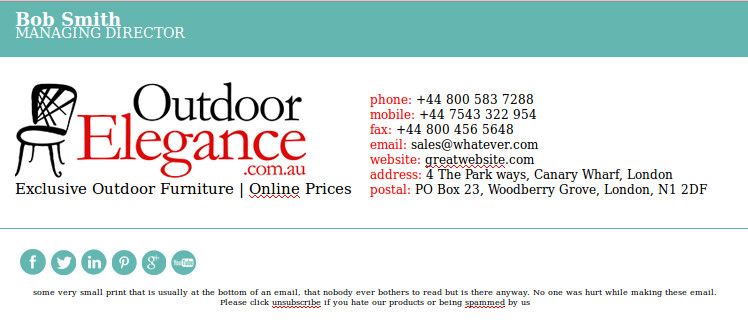 Bob Smith
MANAGING DIRECTOR
Outdoor
Elegance
.com.au
Exclusive Outdoor Furniture | Online Prices
phone: +44 800 583 7288
mobile: +44 7543 322 954
fax: +44 800 456 5648
email: sales@whatever.com
website: greatwebsite.com
address: 4 The Park ways, Canary Wharf, London
postal: PO Box 23, Woodberry Grove, London, N1 2DF
f in g+ You Tube
some very small print that is usually at the bottom of an email, that nobody ever bothers to read but is there anyway. No one was hurt while making these email.
Please click unsubscribe if you hate our products or being spammed by us